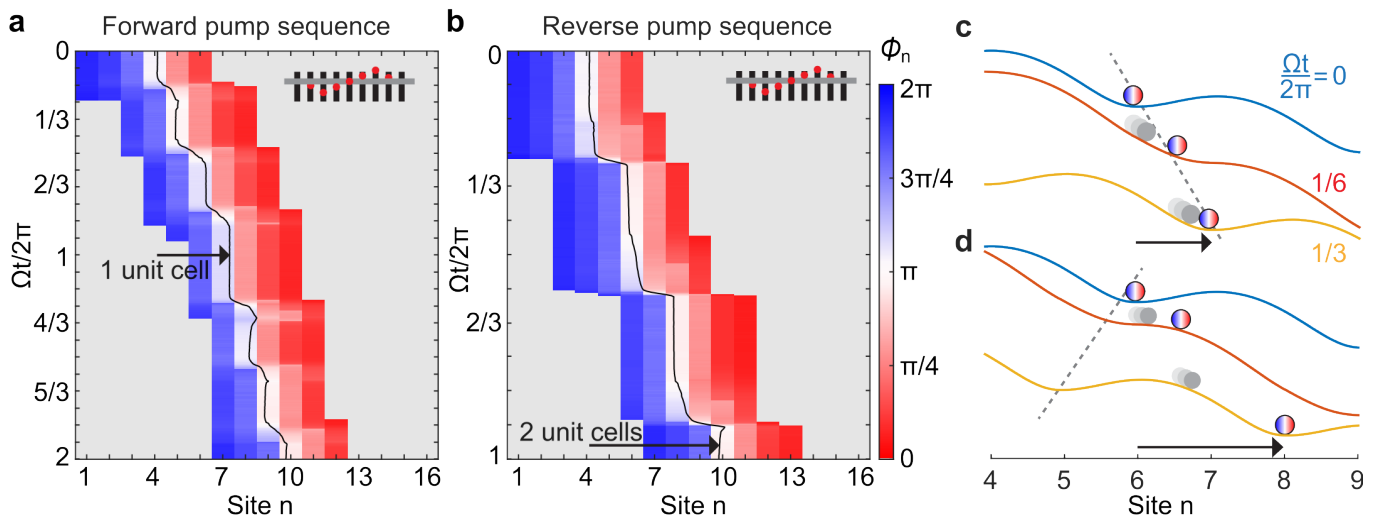 a Forward pump sequence
0
1/3
2/3
1
4/3
5/3
2
Ωt/2π
1 unit cell
1 4 7 10 13 16
Site n
b Reverse pump sequence
0
1/3
2/3
1
Ωt/2π
2 unit cells
1 4 7 10 13 16
Site n
ϕn
2π
3π/4
π
π/4
0
c
Ωt/2π = 0
1/6
1/3
d
4 5 6 7 8 9
Site n